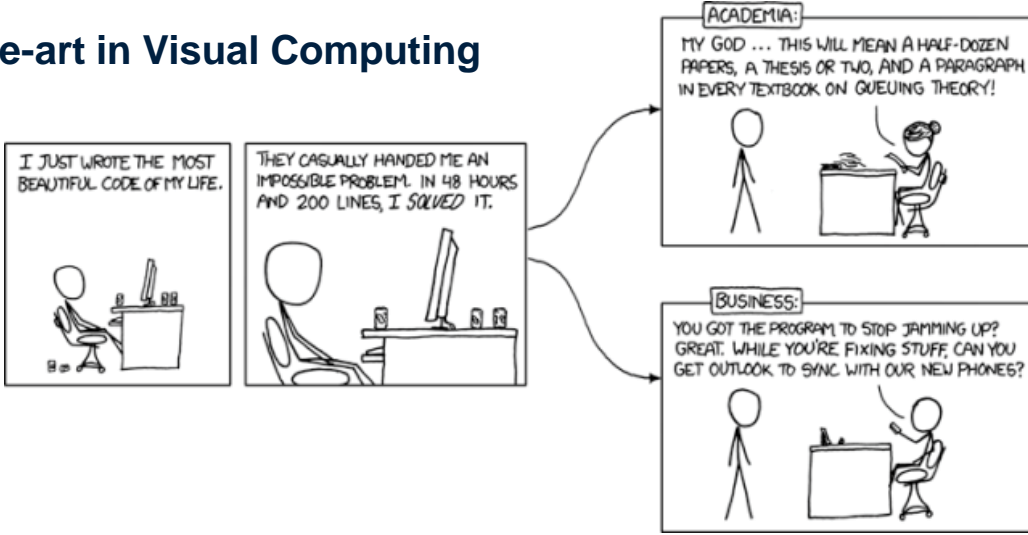 e-art in Visual Computing
I JUST WROTE THE MOST
BEAUTIFUL CODE OF MY LIFE.
THEY CASUALLY HANDED ME AN
IMPOSSIBLE PROBLEM. IN 48 HOURS
AND 200 LINES, I SOLVED IT.
ACADEMIA:
MY GOD ... THIS WILL MEAN A HALF-DOZEN
PAPERS, A THESIS OR TWO, AND A PARAGRAPH
IN EVERY TEXTBOOK ON QUEUING THEORY!
BUSINESS:
YOU GOT THE PROGRAM TO STOP JAMMING UP?
GREAT. WHILE YOU'RE FIXING STUFF, CAN YOU
GET OUTLOOK TO SYNC WITH OUR NEW PHONES?